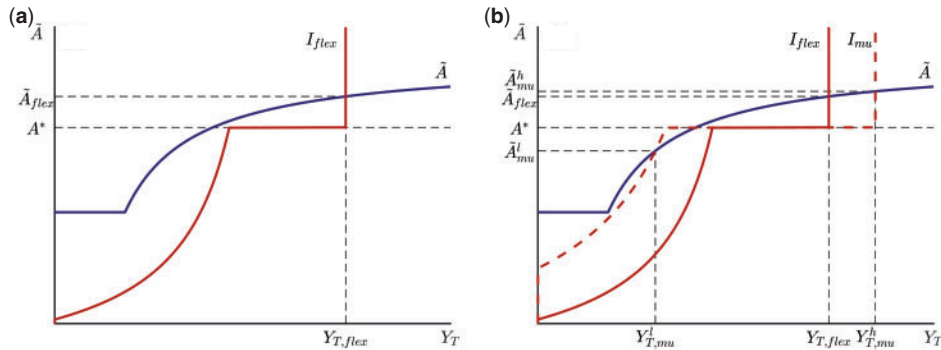 (a)
Ã
I_flex
Ã
Ã_flex
A*
Y_T,flex
Y_T
(b)
Ã
I_flex
I_mu
Ã
Ã^h_mu
Ã_flex
A*
Ã^l_mu
Y^l_T,mu
Y_T,flex
Y^h_T,mu
Y_T